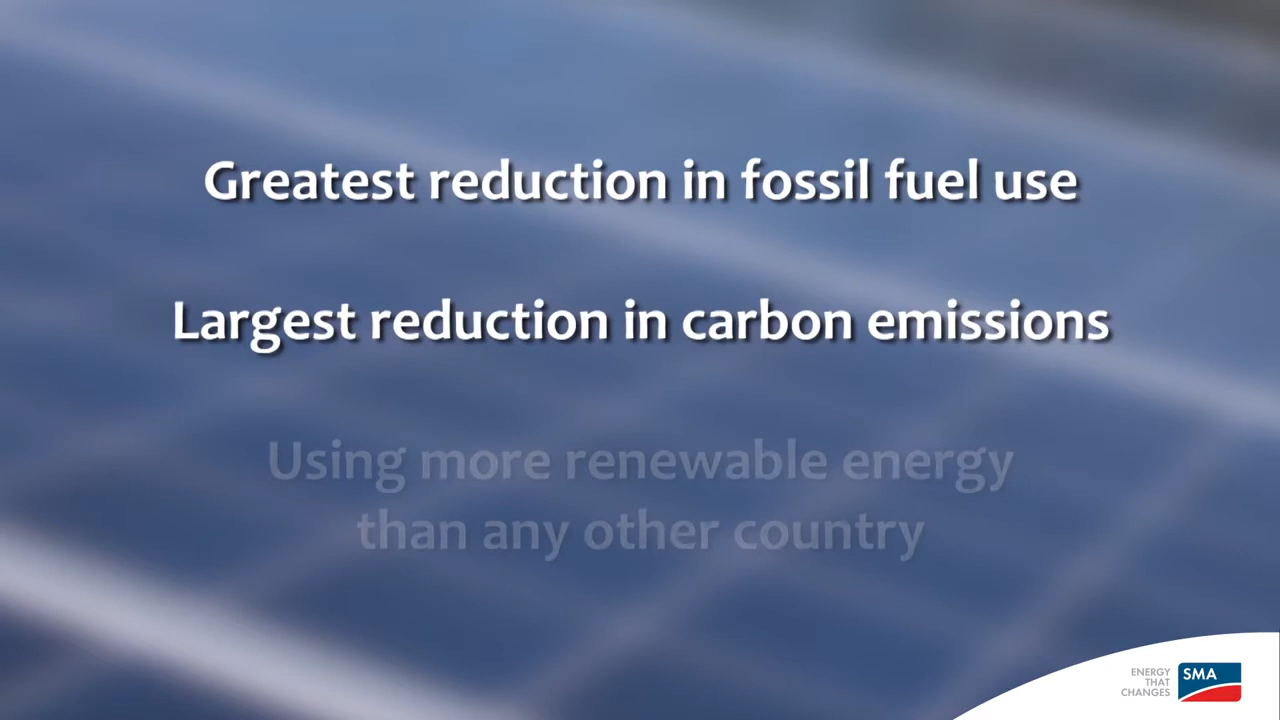 Greatest reduction in fossil fuel use
Largest reduction in carbon emissions
Using more renewable energy
than any other country
ENERGY
THAT
CHANGES
SMA